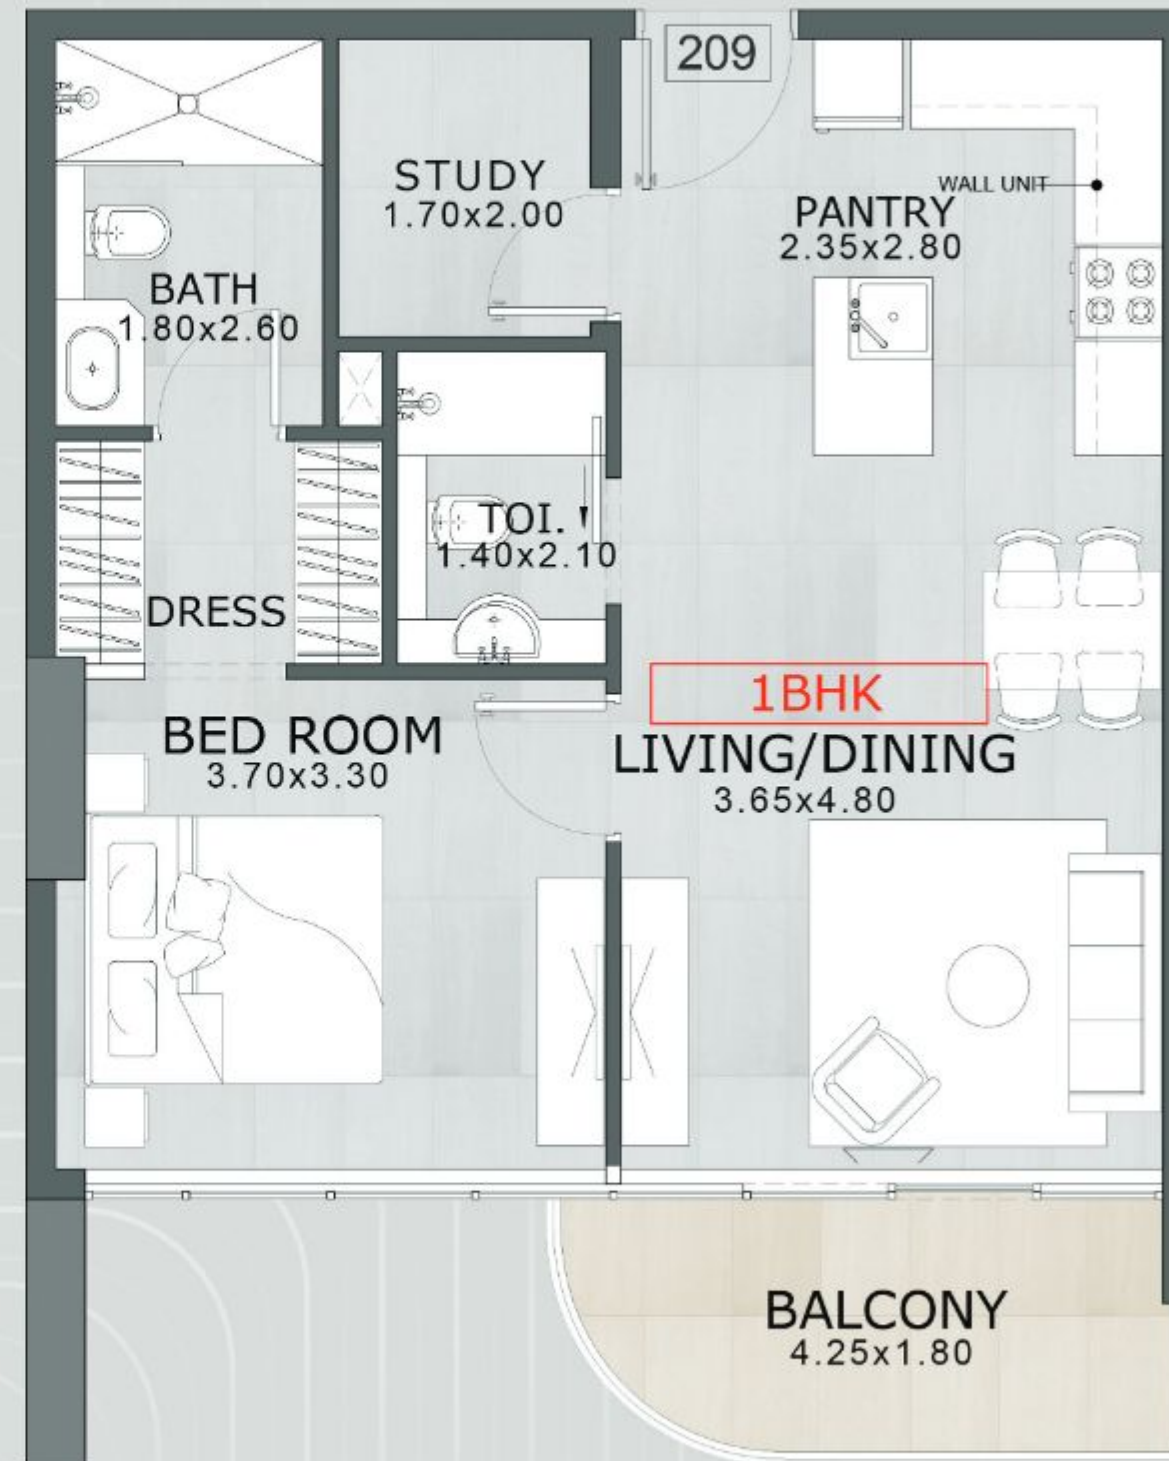 209
STUDY
1.70x2.00
WALL UNIT
PANTRY
2.35x2.80
BATH
1.80x2.60
TOI.
1.40x2.10
DRESS
1BHK
BED ROOM
3.70x3.30
LIVING/DINING
3.65x4.80
BALCONY
4.25x1.80